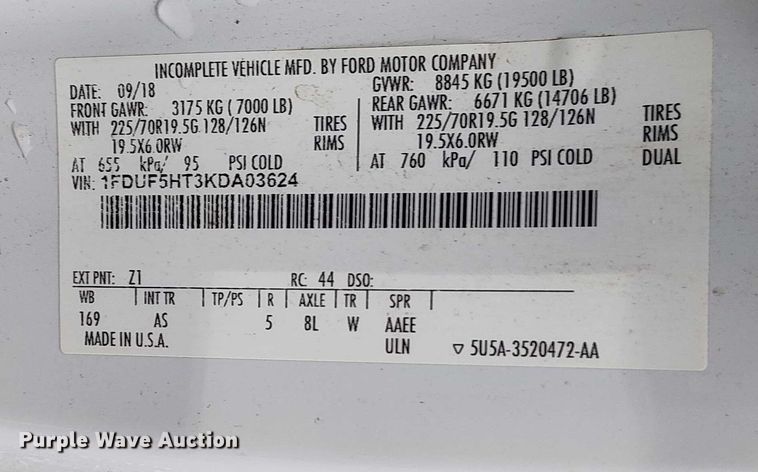 INCOMPLETE VEHICLE MFD. BY FORD MOTOR COMPANY
DATE: 09/18 GVWR: 8845 KG (19500 LB)
FRONT GAWR: 3175 KG ( 7000 LB) REAR GAWR: 6671 KG (14706 LB)
WITH 225/70R19.5G 128/126N TIRES WITH 225/70R19.5G 128/126N TIRES
19.5X6.0RW RIMS 19.5X6.0RW RIMS
AT 655 kPa/ 95 PSI COLD AT 760 kPa/ 110 PSI COLD DUAL
VIN: 1FDUF5HT3KDA03624
EXT PNT: Z1 RC: 44 DSO:
WB INT TR TP/PS R AXLE TR SPR
169 AS 5 8L W AAEE
MADE IN U.S.A. ULN ▽ 5U5A-3520472-AA
Purple Wave Auction